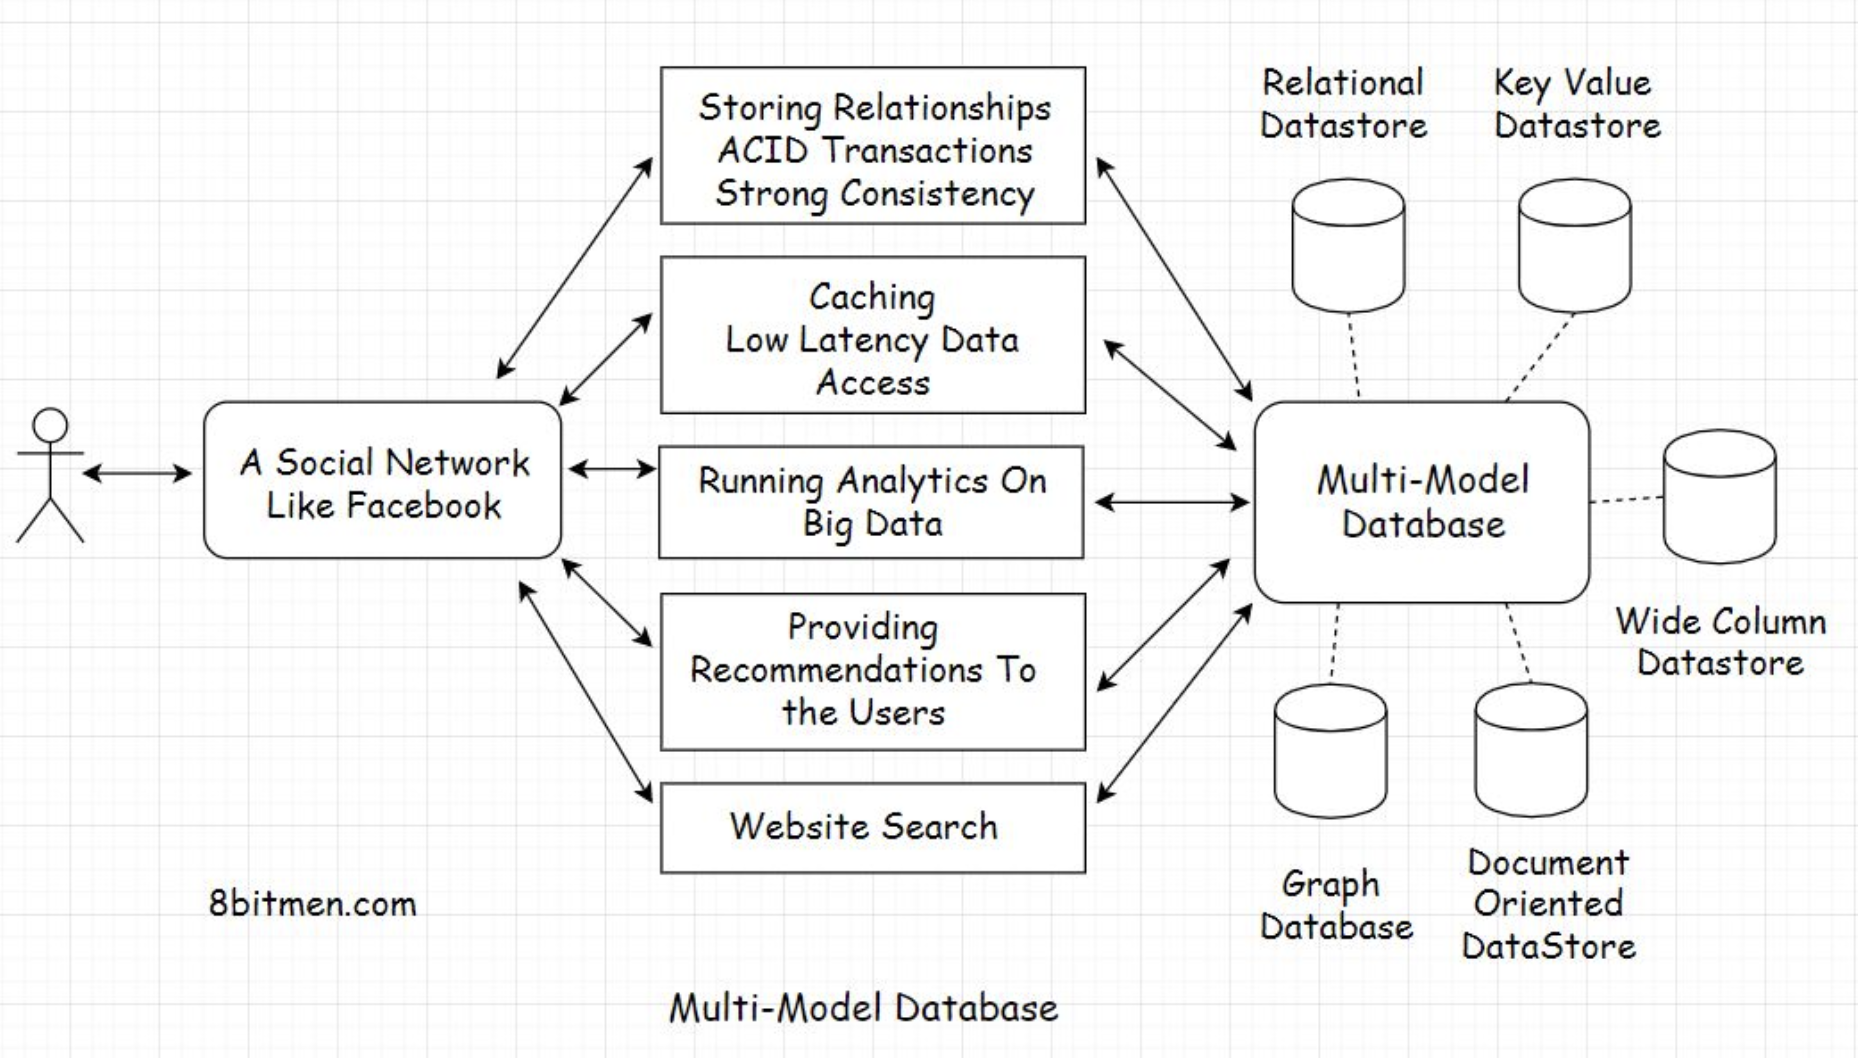 Storing Relationships
ACID Transactions
Strong Consistency
Caching
Low Latency Data
Access
Running Analytics On
Big Data
Providing
Recommendations To
the Users
Website Search
A Social Network
Like Facebook
Relational
Datastore
Key Value
Datastore
Multi-Model
Database
Wide Column
Datastore
Graph
Database
Document
Oriented
DataStore
8bitmen.com
Multi-Model Database